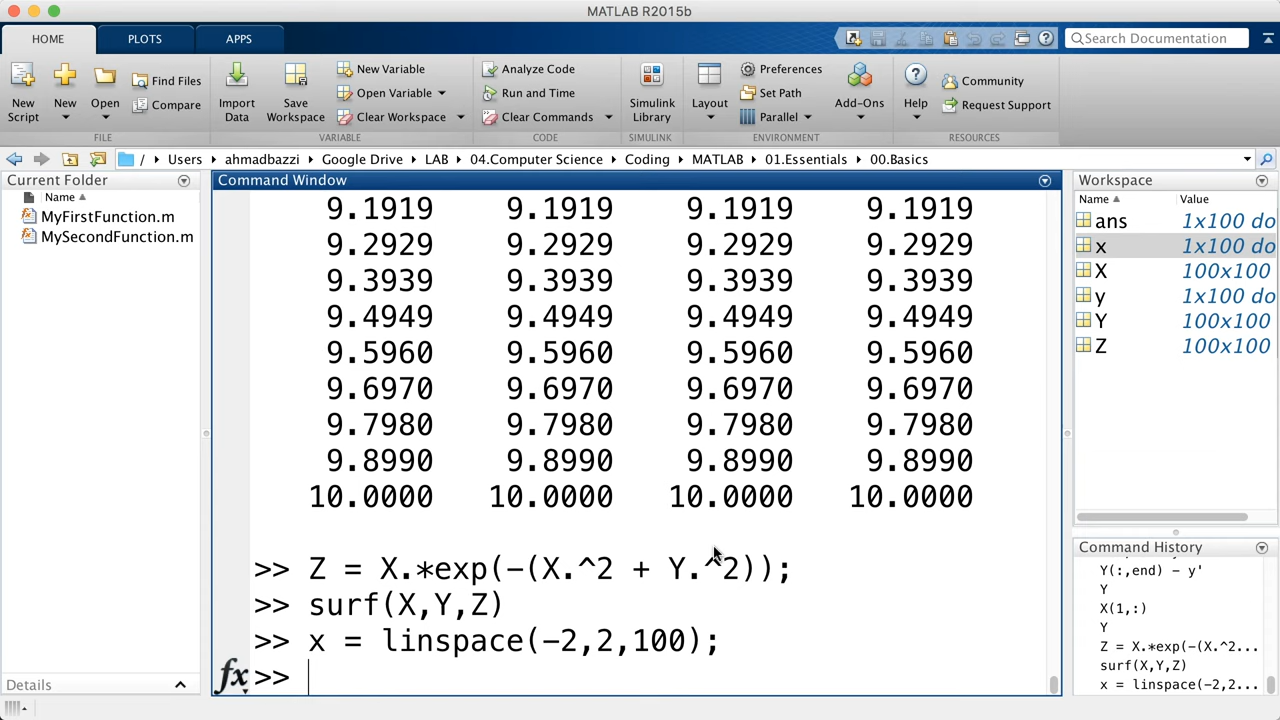 MATLAB R2015b
HOME PLOTS APPS
Search Documentation
New Script
New
Open
Find Files
Compare
Import Data
Save Workspace
New Variable
Open Variable
Clear Workspace
Analyze Code
Run and Time
Clear Commands
Simulink Library
Layout
Preferences
Set Path
Parallel
Add-Ons
Help
Community
Request Support
FILE VARIABLE CODE SIMULINK ENVIRONMENT RESOURCES
/ Users ahmadbazzi Google Drive LAB 04.Computer Science Coding MATLAB 01.Essentials 00.Basics
Current Folder
Name
MyFirstFunction.m
MySecondFunction.m
Details
Command Window
9.1919 9.1919 9.1919 9.1919
9.2929 9.2929 9.2929 9.2929
9.3939 9.3939 9.3939 9.3939
9.4949 9.4949 9.4949 9.4949
9.5960 9.5960 9.5960 9.5960
9.6970 9.6970 9.6970 9.6970
9.7980 9.7980 9.7980 9.7980
9.8990 9.8990 9.8990 9.8990
10.0000 10.0000 10.0000 10.0000
>> Z = X.*exp(-(X.^2 + Y.^2));
>> surf(X,Y,Z)
>> x = linspace(-2,2,100);
fx >>
Workspace
Name Value
ans 1x100 do
x 1x100 do
X 100x100
y 1x100 do
Y 100x100
Z 100x100
Command History
Y(:,end) - y'
Y
X(1,:)
Y
Z = X.*exp(-(X.^2...
surf(X,Y,Z)
x = linspace(-2,2...